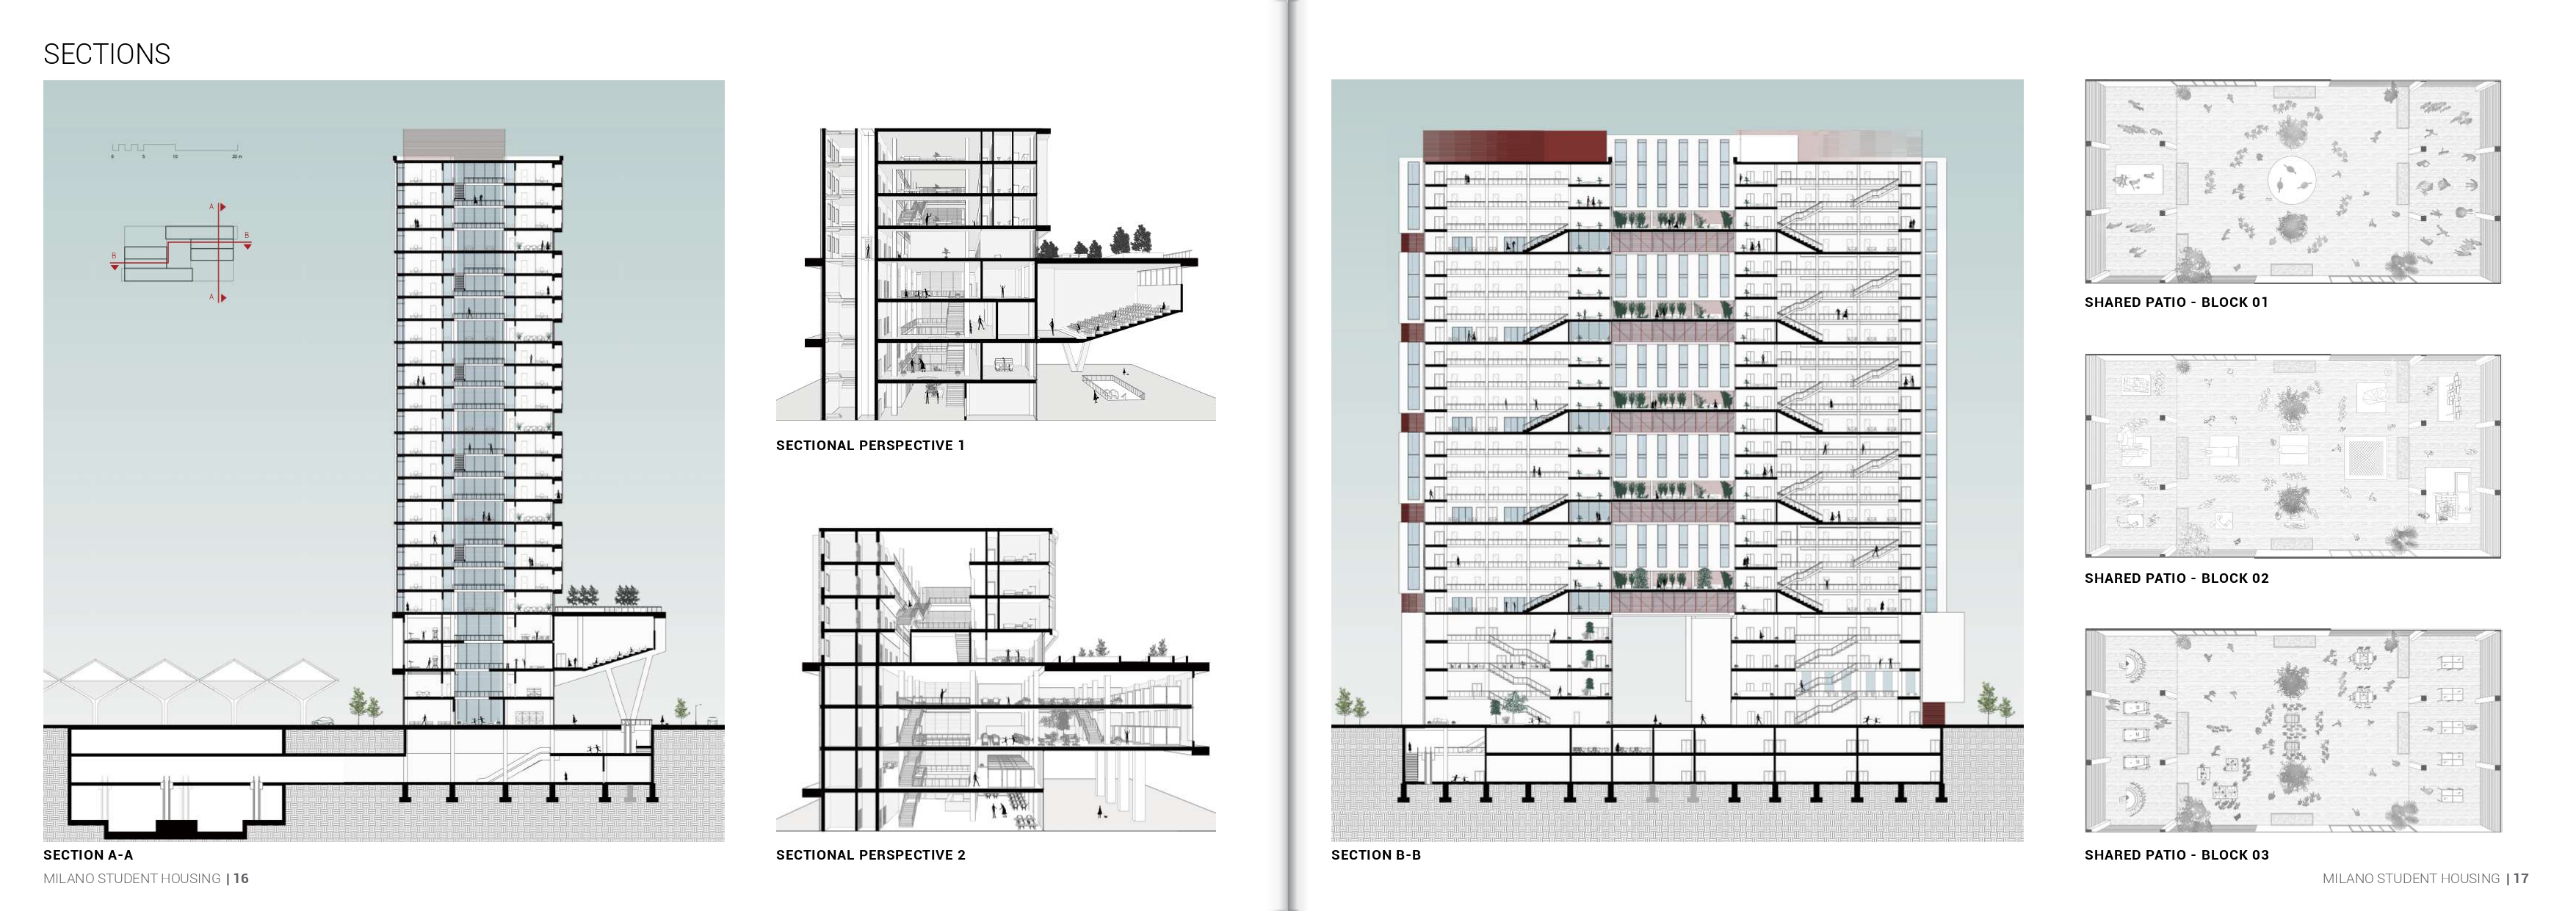 SECTIONS
0 5 10 20 m
A
B
B
A
SECTION A-A
SECTIONAL PERSPECTIVE 1
SECTIONAL PERSPECTIVE 2
MILANO STUDENT HOUSING | 16
SECTION B-B
SHARED PATIO - BLOCK 01
SHARED PATIO - BLOCK 02
SHARED PATIO - BLOCK 03
MILANO STUDENT HOUSING | 17